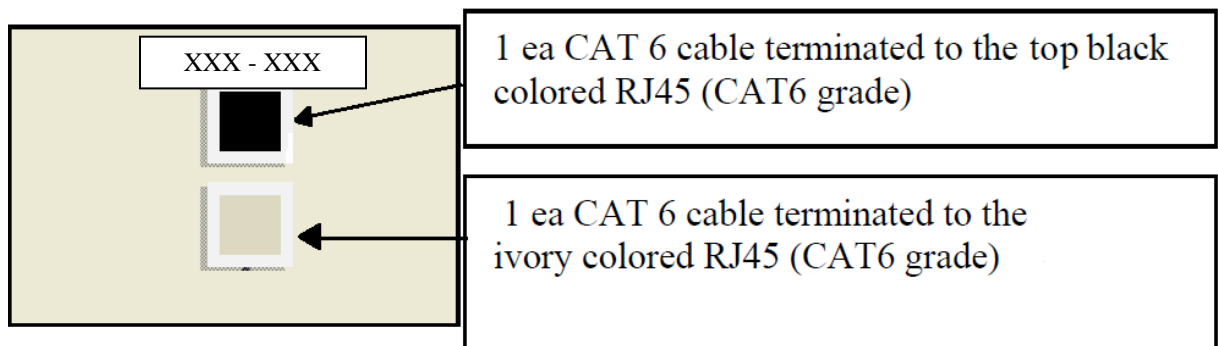 XXX - XXX
1 ea CAT 6 cable terminated to the top black
colored RJ45 (CAT6 grade)
1 ea CAT 6 cable terminated to the
ivory colored RJ45 (CAT6 grade)